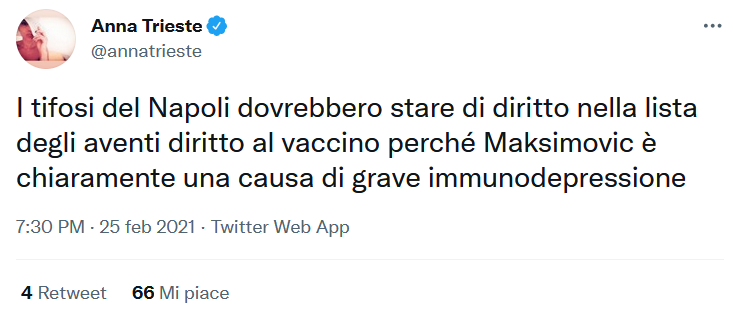 Anna Trieste
@annatrieste
I tifosi del Napoli dovrebbero stare di diritto nella lista
degli aventi diritto al vaccino perché Maksimovic è
chiaramente una causa di grave immunodepressione
7:30 PM · 25 feb 2021 · Twitter Web App
4 Retweet 66 Mi piace